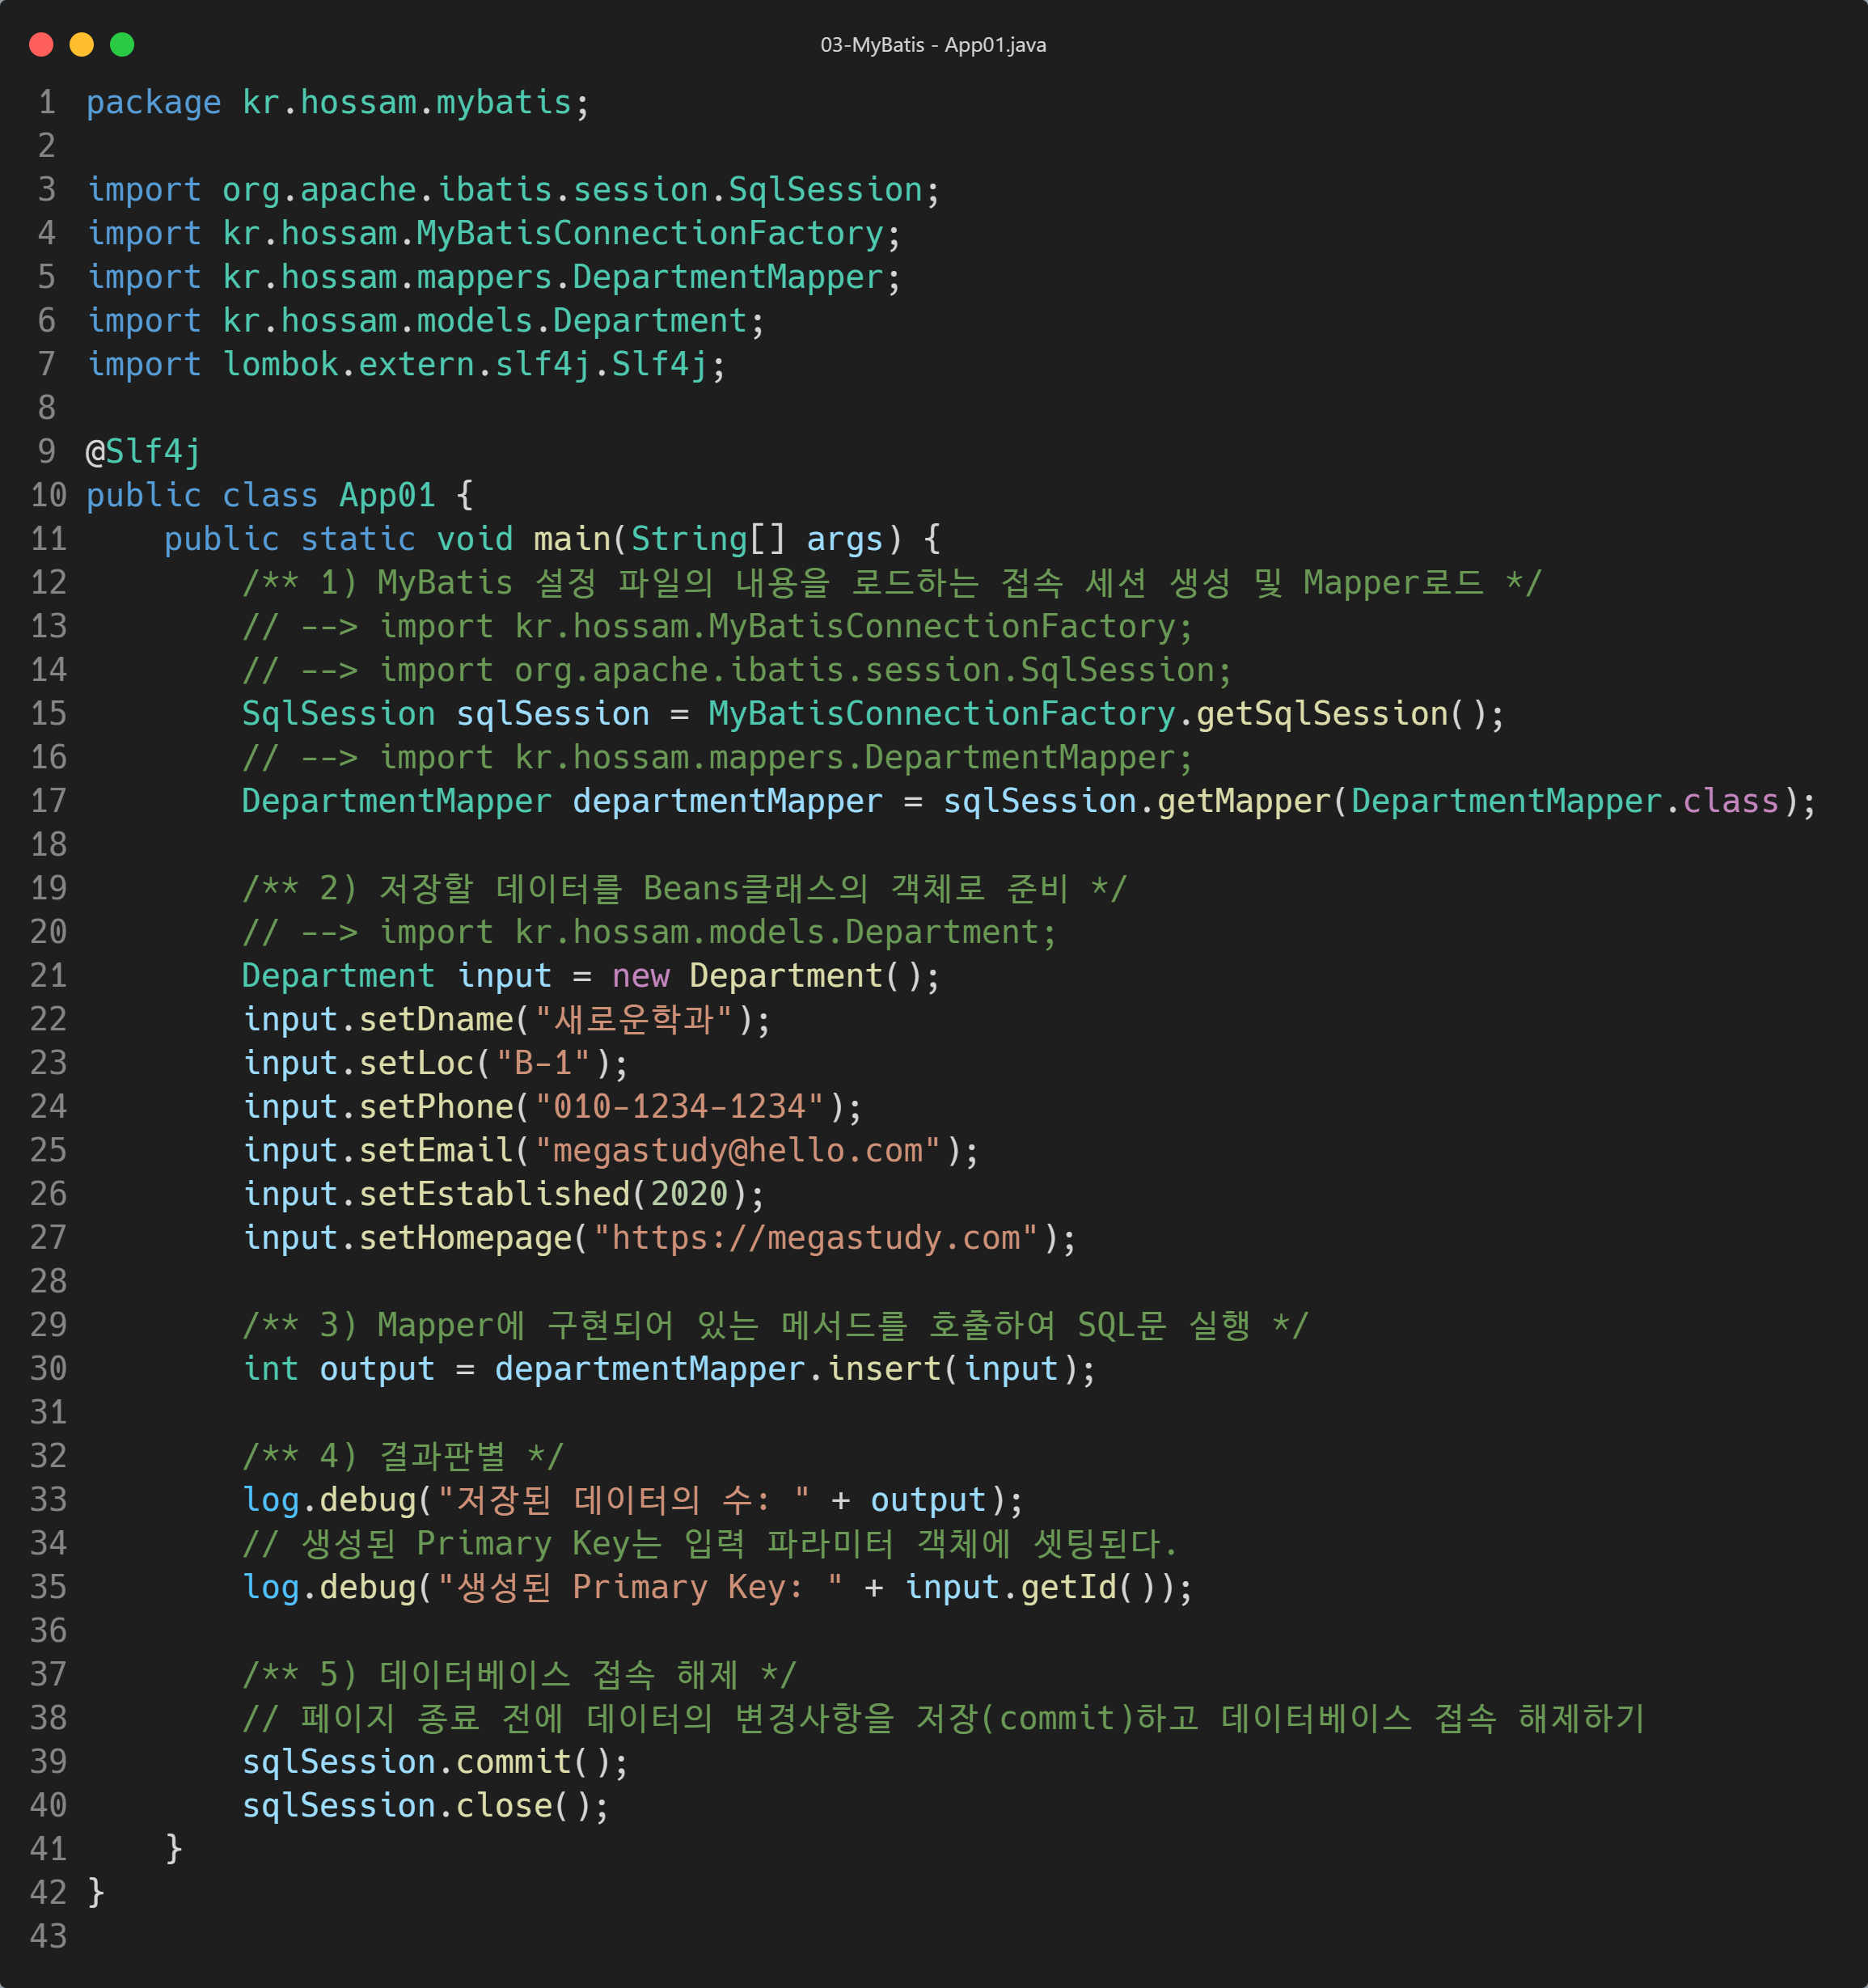 03-MyBatis - App01.java
1 package kr.hossam.mybatis;
2
3 import org.apache.ibatis.session.SqlSession;
4 import kr.hossam.MyBatisConnectionFactory;
5 import kr.hossam.mappers.DepartmentMapper;
6 import kr.hossam.models.Department;
7 import lombok.extern.slf4j.Slf4j;
8
9 @Slf4j
10 public class App01 {
11     public static void main(String[] args) {
12         /** 1) MyBatis 설정 파일의 내용을 로드하는 접속 세션 생성 및 Mapper로드 */
13         // --> import kr.hossam.MyBatisConnectionFactory;
14         // --> import org.apache.ibatis.session.SqlSession;
15         SqlSession sqlSession = MyBatisConnectionFactory.getSqlSession();
16         // --> import kr.hossam.mappers.DepartmentMapper;
17         DepartmentMapper departmentMapper = sqlSession.getMapper(DepartmentMapper.class);
18
19         /** 2) 저장할 데이터를 Beans클래스의 객체로 준비 */
20         // --> import kr.hossam.models.Department;
21         Department input = new Department();
22         input.setDname("새로운학과");
23         input.setLoc("B-1");
24         input.setPhone("010-1234-1234");
25         input.setEmail("megastudy@hello.com");
26         input.setEstablished(2020);
27         input.setHomepage("https://megastudy.com");
28
29         /** 3) Mapper에 구현되어 있는 메서드를 호출하여 SQL문 실행 */
30         int output = departmentMapper.insert(input);
31
32         /** 4) 결과판별 */
33         log.debug("저장된 데이터의 수: " + output);
34         // 생성된 Primary Key는 입력 파라미터 객체에 셋팅된다.
35         log.debug("생성된 Primary Key: " + input.getId());
36
37         /** 5) 데이터베이스 접속 해제 */
38         // 페이지 종료 전에 데이터의 변경사항을 저장(commit)하고 데이터베이스 접속 해제하기
39         sqlSession.commit();
40         sqlSession.close();
41     }
42 }
43